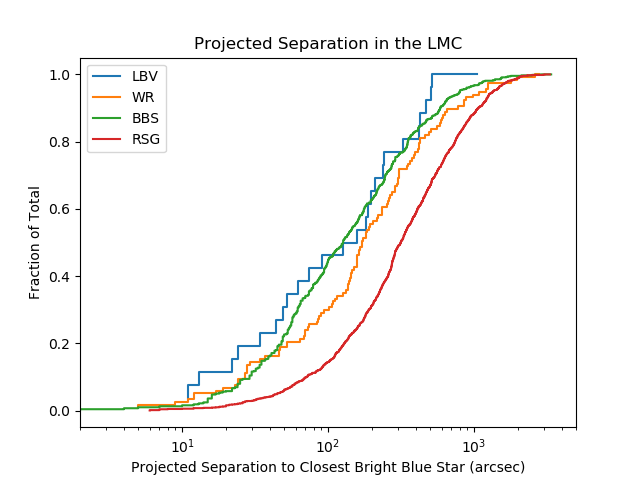 Projected Separation in the LMC
LBV
WR
BBS
RSG
1.0
0.8
0.6
0.4
0.2
0.0
Fraction of Total
10¹
10²
10³
Projected Separation to Closest Bright Blue Star (arcsec)